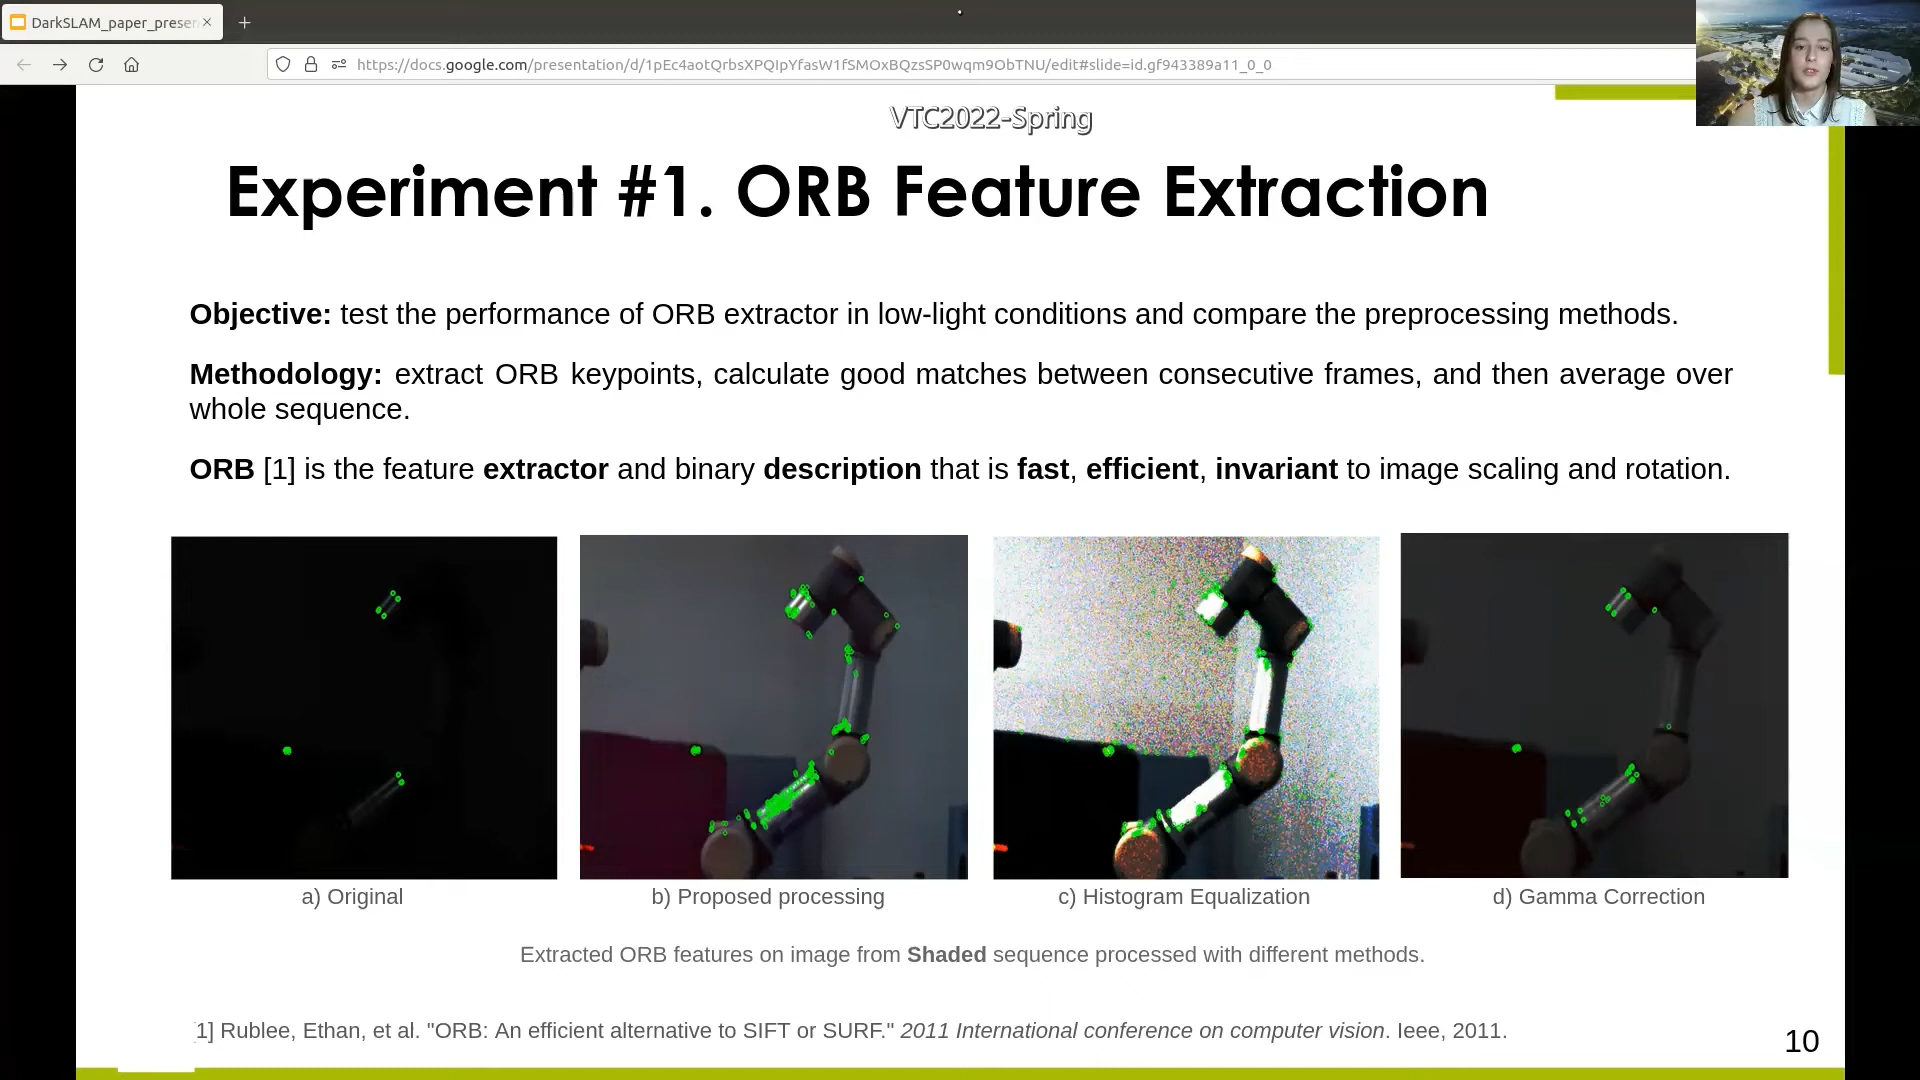 DarkSLAM_paper_presen
https://docs.google.com/presentation/d/1pEc4aotQrbsXPQIpYfasW1fSMOxBQzsSP0wqm9ObTNU/edit#slide=id.gf943389a11_0_0
VTC2022-Spring
Experiment #1. ORB Feature Extraction
Objective: test the performance of ORB extractor in low-light conditions and compare the preprocessing methods.
Methodology: extract ORB keypoints, calculate good matches between consecutive frames, and then average over
whole sequence.
ORB [1] is the feature extractor and binary description that is fast, efficient, invariant to image scaling and rotation.
a) Original
b) Proposed processing
c) Histogram Equalization
d) Gamma Correction
Extracted ORB features on image from Shaded sequence processed with different methods.
[1] Rublee, Ethan, et al. "ORB: An efficient alternative to SIFT or SURF." 2011 International conference on computer vision. Ieee, 2011.
10